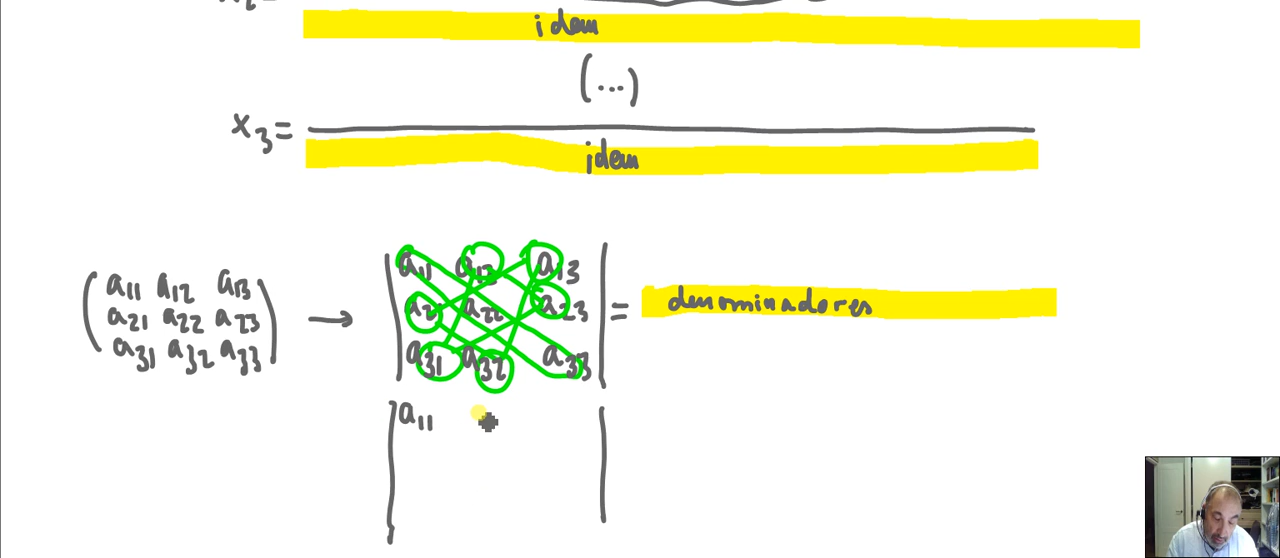 idem
(...)
x3=
idem
a11 a12 a13
a21 a22 a23
a31 a32 a33
→
a11 a12 a13
a21 a22 a23
a31 a32 a33
= denominadores
a11